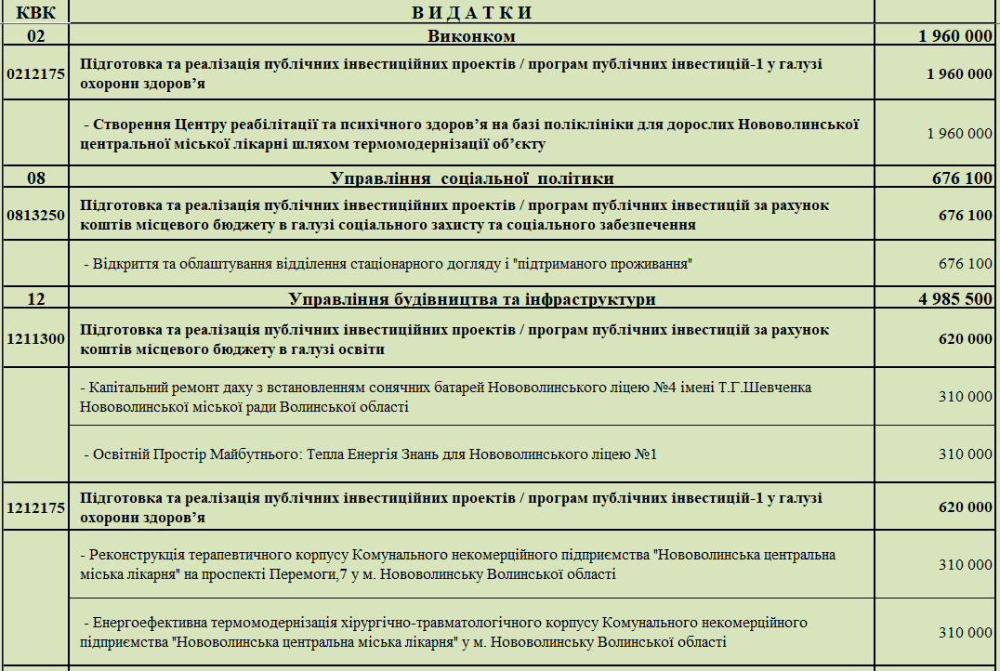 КВК В И Д А Т К И
02 Виконком 1 960 000
0212175 Підготовка та реалізація публічних інвестиційних проектів / програм публічних інвестицій-1 у галузі
охорони здоров’я 1 960 000
- Створення Центру реабілітації та психічного здоров’я на базі поліклініки для дорослих Нововолинської
центральної міської лікарні шляхом термомодернізації об’єкту 1 960 000
08 Управління соціальної політики 676 100
0813250 Підготовка та реалізація публічних інвестиційних проектів / програм публічних інвестицій за рахунок
коштів місцевого бюджету в галузі соціального захисту та соціального забезпечення 676 100
- Відкриття та облаштування відділення стаціонарного догляду і "підтриманого проживання" 676 100
12 Управління будівництва та інфраструктури 4 985 500
1211300 Підготовка та реалізація публічних інвестиційних проектів / програм публічних інвестицій за рахунок
коштів місцевого бюджету в галузі освіти 620 000
- Капітальний ремонт даху з встановленням сонячних батарей Нововолинського ліцею №4 імені Т.Г.Шевченка
Нововолинської міської ради Волинської області 310 000
- Освітній Простір Майбутнього: Тепла Енергія Знань для Нововолинського ліцею №1 310 000
1212175 Підготовка та реалізація публічних інвестиційних проектів / програм публічних інвестицій-1 у галузі
охорони здоров’я 620 000
- Реконструкція терапевтичного корпусу Комунального некомерційного підприємства "Нововолинська центральна
міська лікарня" на проспекті Перемоги,7 у м. Нововолинську Волинської області 310 000
- Енергоефективна термомодернізація хірургічно-травматологічного корпусу Комунального некомерційного
підприємства "Нововолинська центральна міська лікарня" у м. Нововолинську Волинської області 310 000